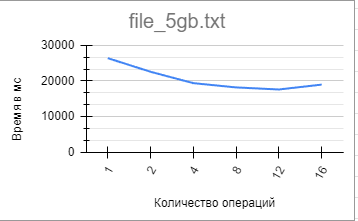 file_5gb.txt
30000
20000
10000
0
Время в мс
1 2 4 8 12 16
Количество операций